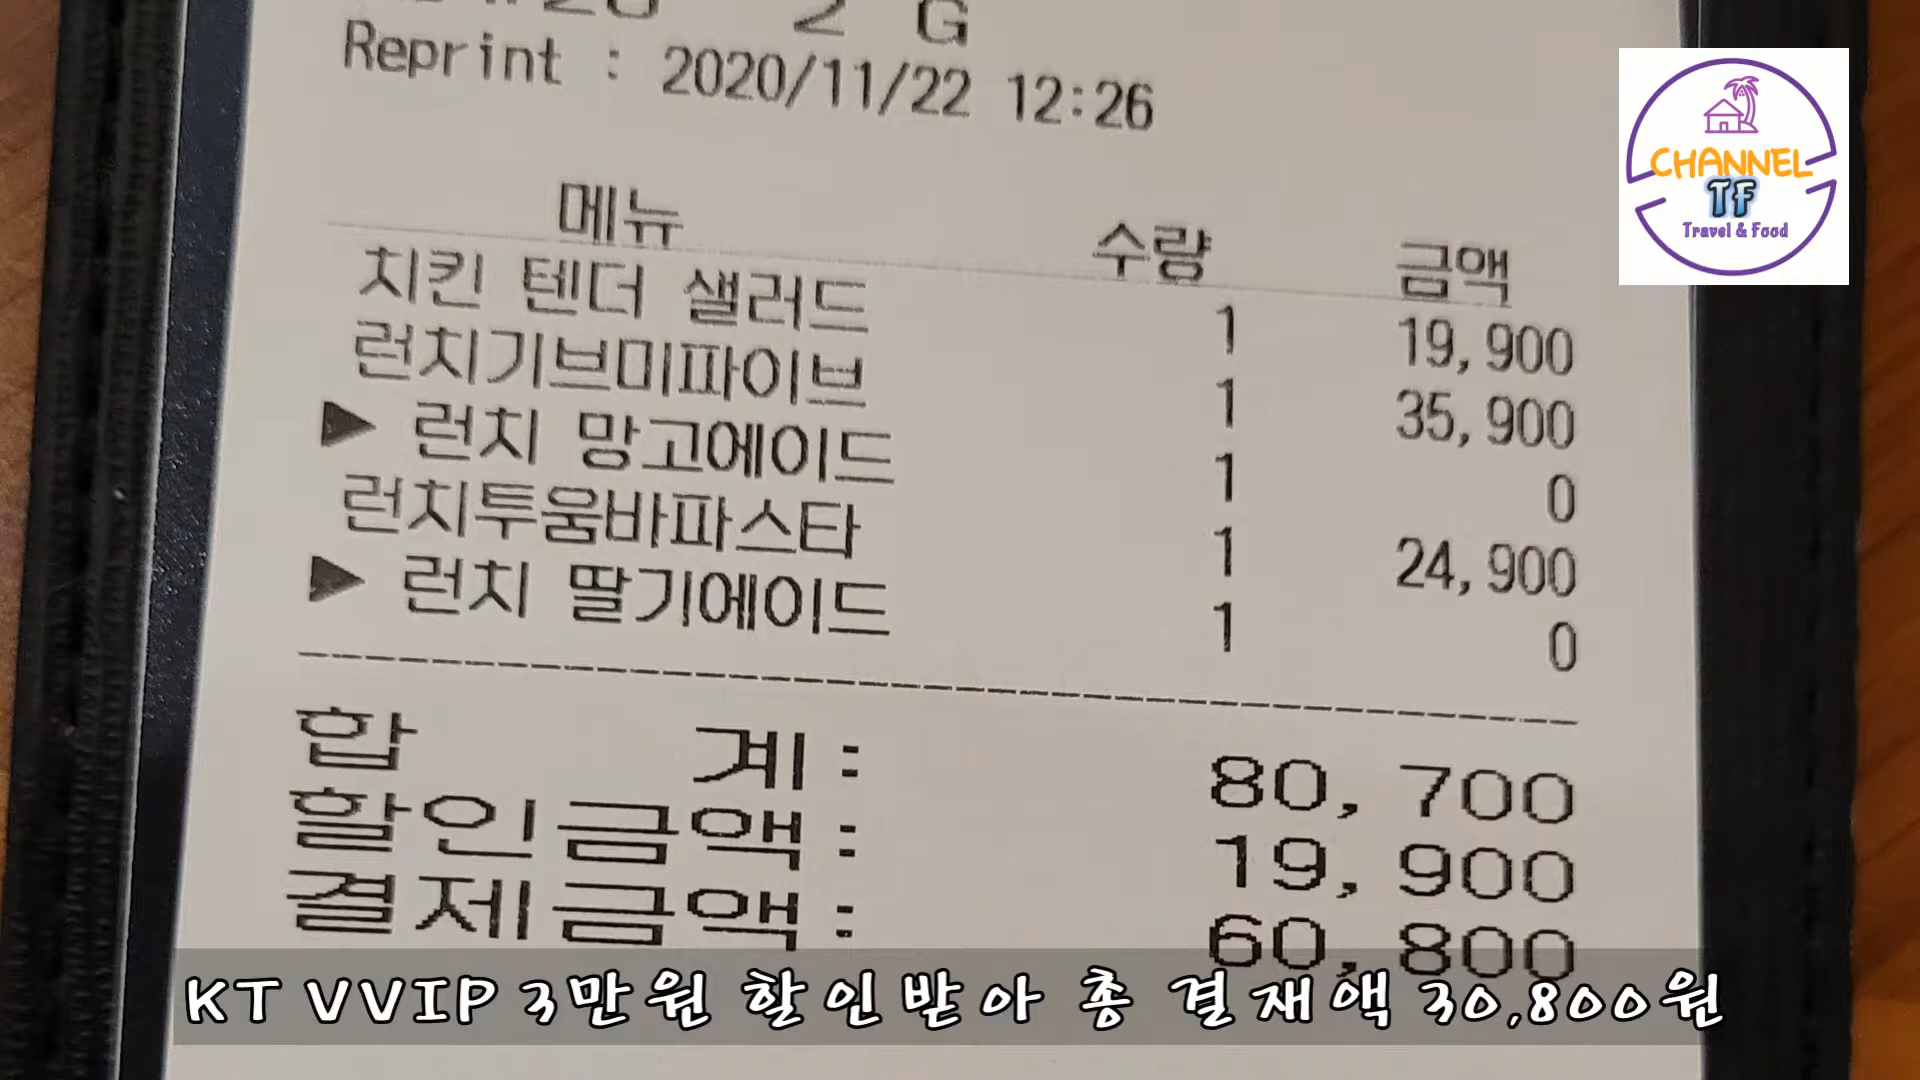 2 G
Reprint : 2020/11/22 12:26
CHANNEL
TF
Travel & Food
메뉴 수량 금액
치킨 텐더 샐러드 1 19,900
런치기브미파이브 1 35,900
▶ 런치 망고에이드 1 0
런치투움바파스타 1 24,900
▶ 런치 딸기에이드 1 0
합 계 : 80,700
할인금액 : 19,900
결제금액 : 60,800
KT VVIP 3만원 할인받아 총 결재액 30,800원